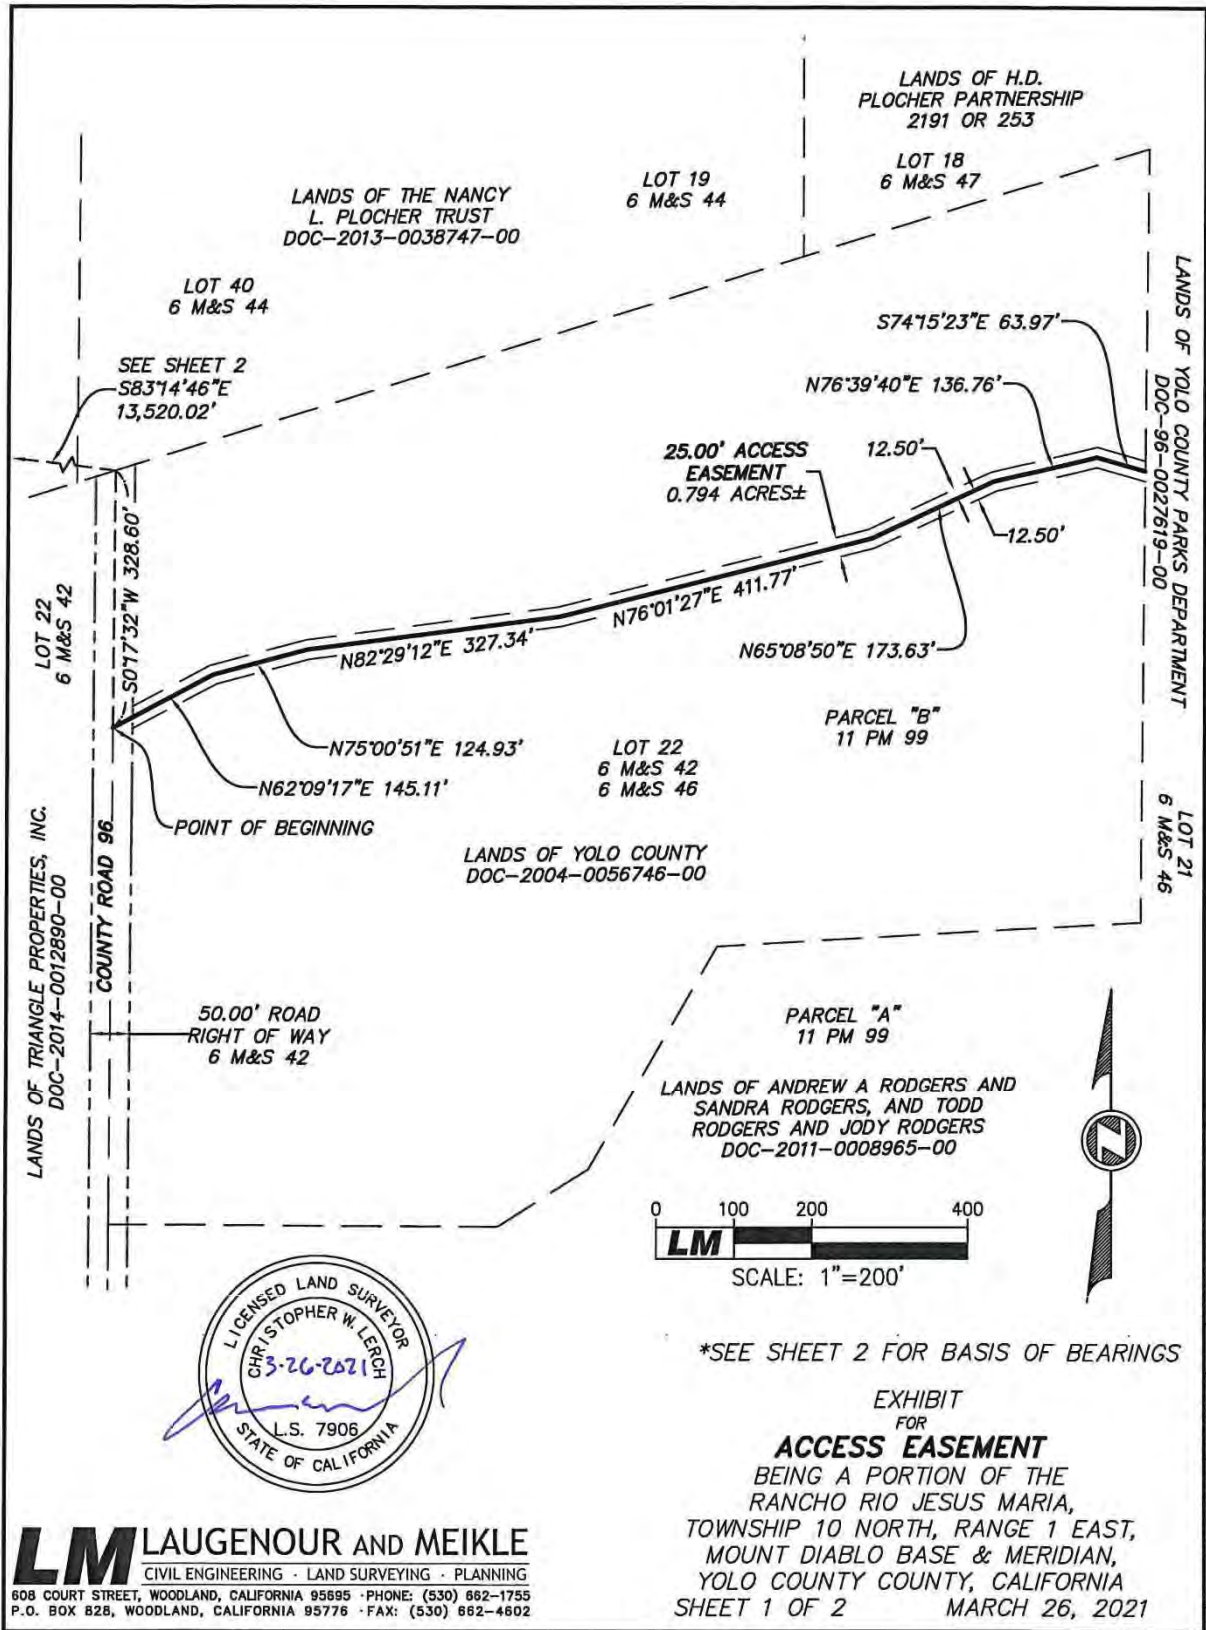 LANDS OF H.D.
PLOCHER PARTNERSHIP
2191 OR 253
LOT 18
6 M&S 47
LOT 19
6 M&S 44
LANDS OF THE NANCY
L. PLOCHER TRUST
DOC-2013-0038747-00
LOT 40
6 M&S 44
SEE SHEET 2
S83°14'46"E
13,520.02'
S74°15'23"E 63.97'
N76°39'40"E 136.76'
LANDS OF YOLO COUNTY PARKS DEPARTMENT
DOC-96-0027619-00
25.00' ACCESS
EASEMENT
0.794 ACRES±
12.50'
12.50'
S0°17'32"W 328.60'
LOT 22
6 M&S 42
N82°29'12"E 327.34'
N76°01'27"E 411.77'
N65°08'50"E 173.63'
PARCEL "B"
11 PM 99
N75°00'51"E 124.93'
N62°09'17"E 145.11'
POINT OF BEGINNING
LOT 22
6 M&S 42
6 M&S 46
LOT 21
6 M&S 46
LANDS OF YOLO COUNTY
DOC-2004-0056746-00
LANDS OF TRIANGLE PROPERTIES, INC.
DOC-2014-0012890-00
COUNTY ROAD 96
50.00' ROAD
RIGHT OF WAY
6 M&S 42
PARCEL "A"
11 PM 99
LANDS OF ANDREW A RODGERS AND
SANDRA RODGERS, AND TODD
RODGERS AND JODY RODGERS
DOC-2011-0008965-00
N
0 100 200 400
LM
SCALE: 1"=200'
LICENSED LAND SURVEYOR
CHRISTOPHER W. LERCH
3-26-2021
L.S. 7906
STATE OF CALIFORNIA
*SEE SHEET 2 FOR BASIS OF BEARINGS
EXHIBIT
FOR
ACCESS EASEMENT
BEING A PORTION OF THE
RANCHO RIO JESUS MARIA,
TOWNSHIP 10 NORTH, RANGE 1 EAST,
MOUNT DIABLO BASE & MERIDIAN,
YOLO COUNTY COUNTY, CALIFORNIA
SHEET 1 OF 2 MARCH 26, 2021
LM LAUGENOUR AND MEIKLE
CIVIL ENGINEERING · LAND SURVEYING · PLANNING
608 COURT STREET, WOODLAND, CALIFORNIA 95695 · PHONE: (530) 662-1755
P.O. BOX 828, WOODLAND, CALIFORNIA 95776 · FAX: (530) 662-4602